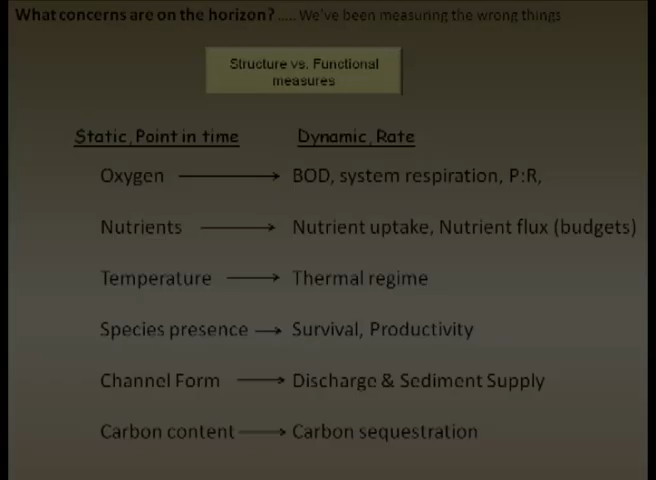 What concerns are on the horizon? ..... We've been measuring the wrong things
Structure vs. Functional
measures
Static, Point in time Dynamic, Rate
Oxygen → BOD, system respiration, P:R,
Nutrients → Nutrient uptake, Nutrient flux (budgets)
Temperature → Thermal regime
Species presence → Survival, Productivity
Channel Form → Discharge & Sediment Supply
Carbon content → Carbon sequestration